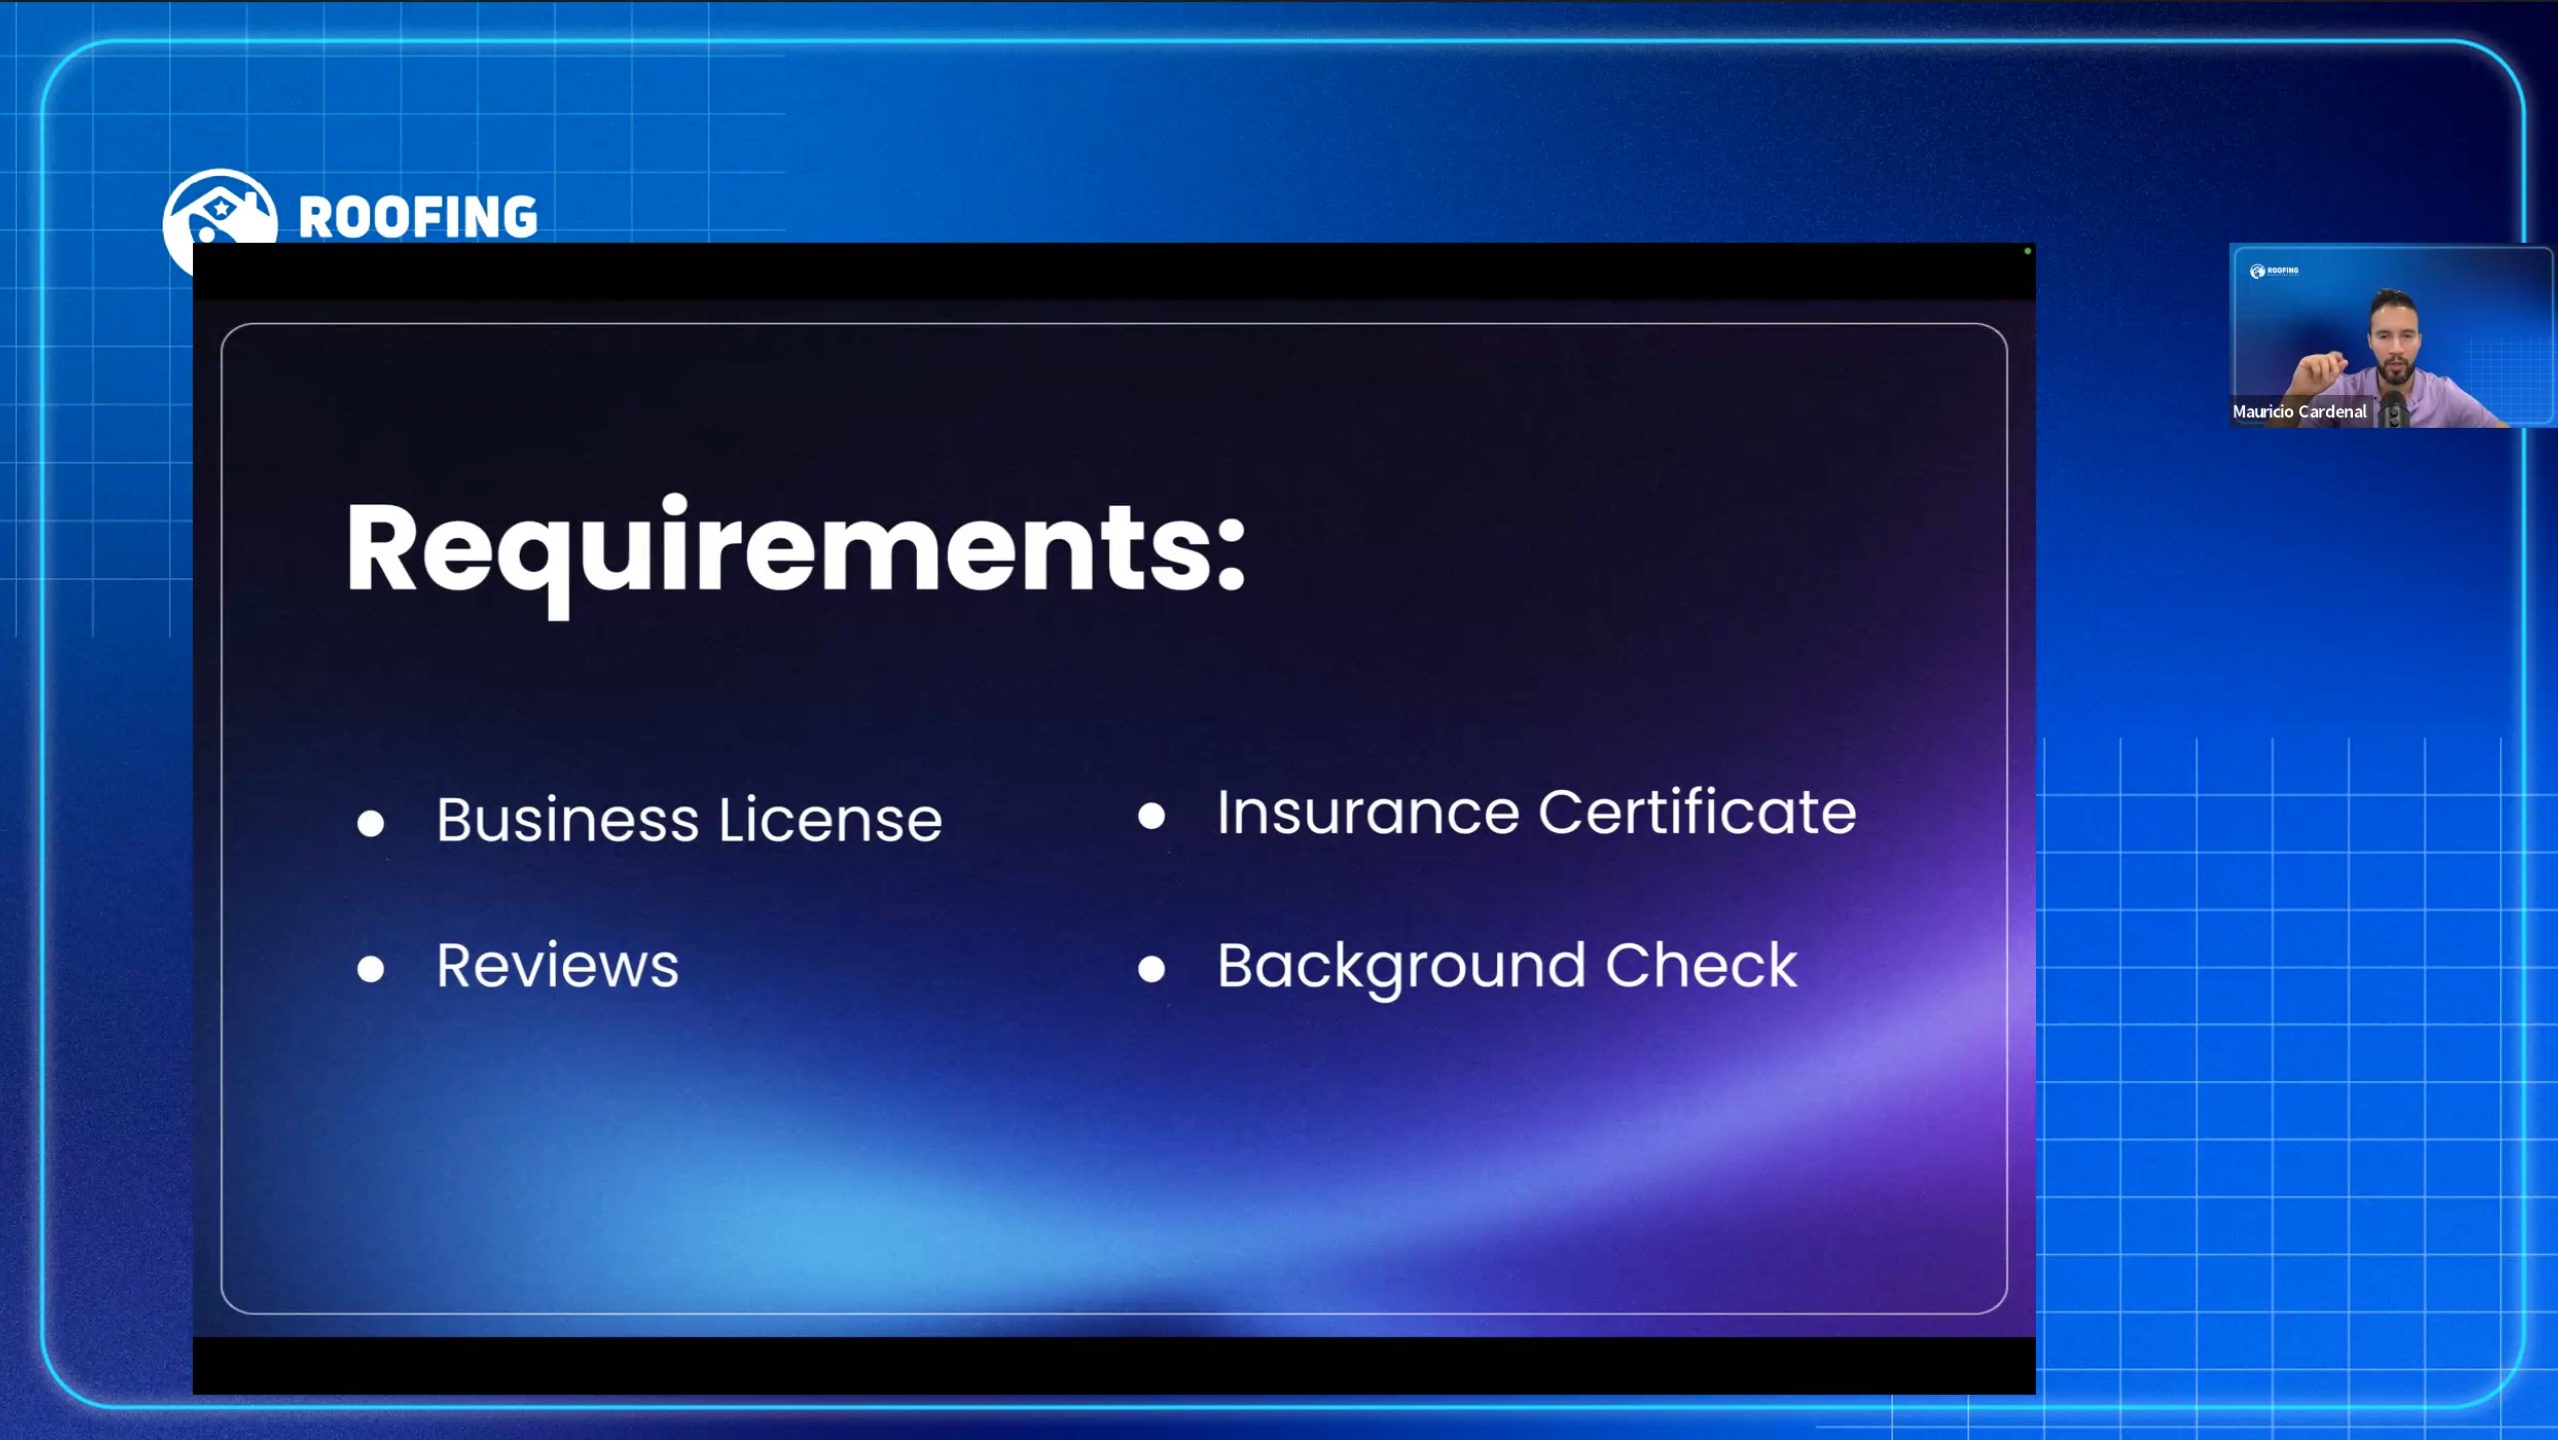 ROOFING
ROOFING
Mauricio Cardenal
Requirements:
Business License
Reviews
Insurance Certificate
Background Check